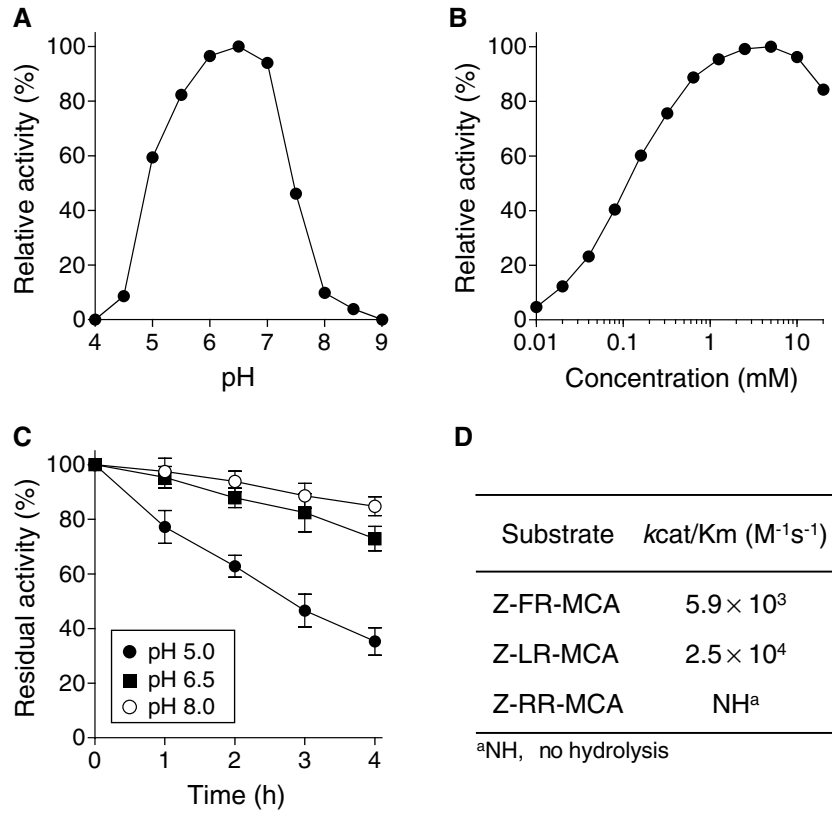 A
Relative activity (%)
100
80
60
40
20
0
4 5 6 7 8 9
pH
B
Relative activity (%)
100
80
60
40
20
0
0.01 0.1 1 10
Concentration (mM)
C
Residual activity (%)
100
80
60
40
20
0
pH 5.0
pH 6.5
pH 8.0
0 1 2 3 4
Time (h)
D
Substrate kcat/Km (M⁻¹s⁻¹)
Z-FR-MCA 5.9 × 10³
Z-LR-MCA 2.5 × 10⁴
Z-RR-MCA NHᵃ
ᵃNH, no hydrolysis